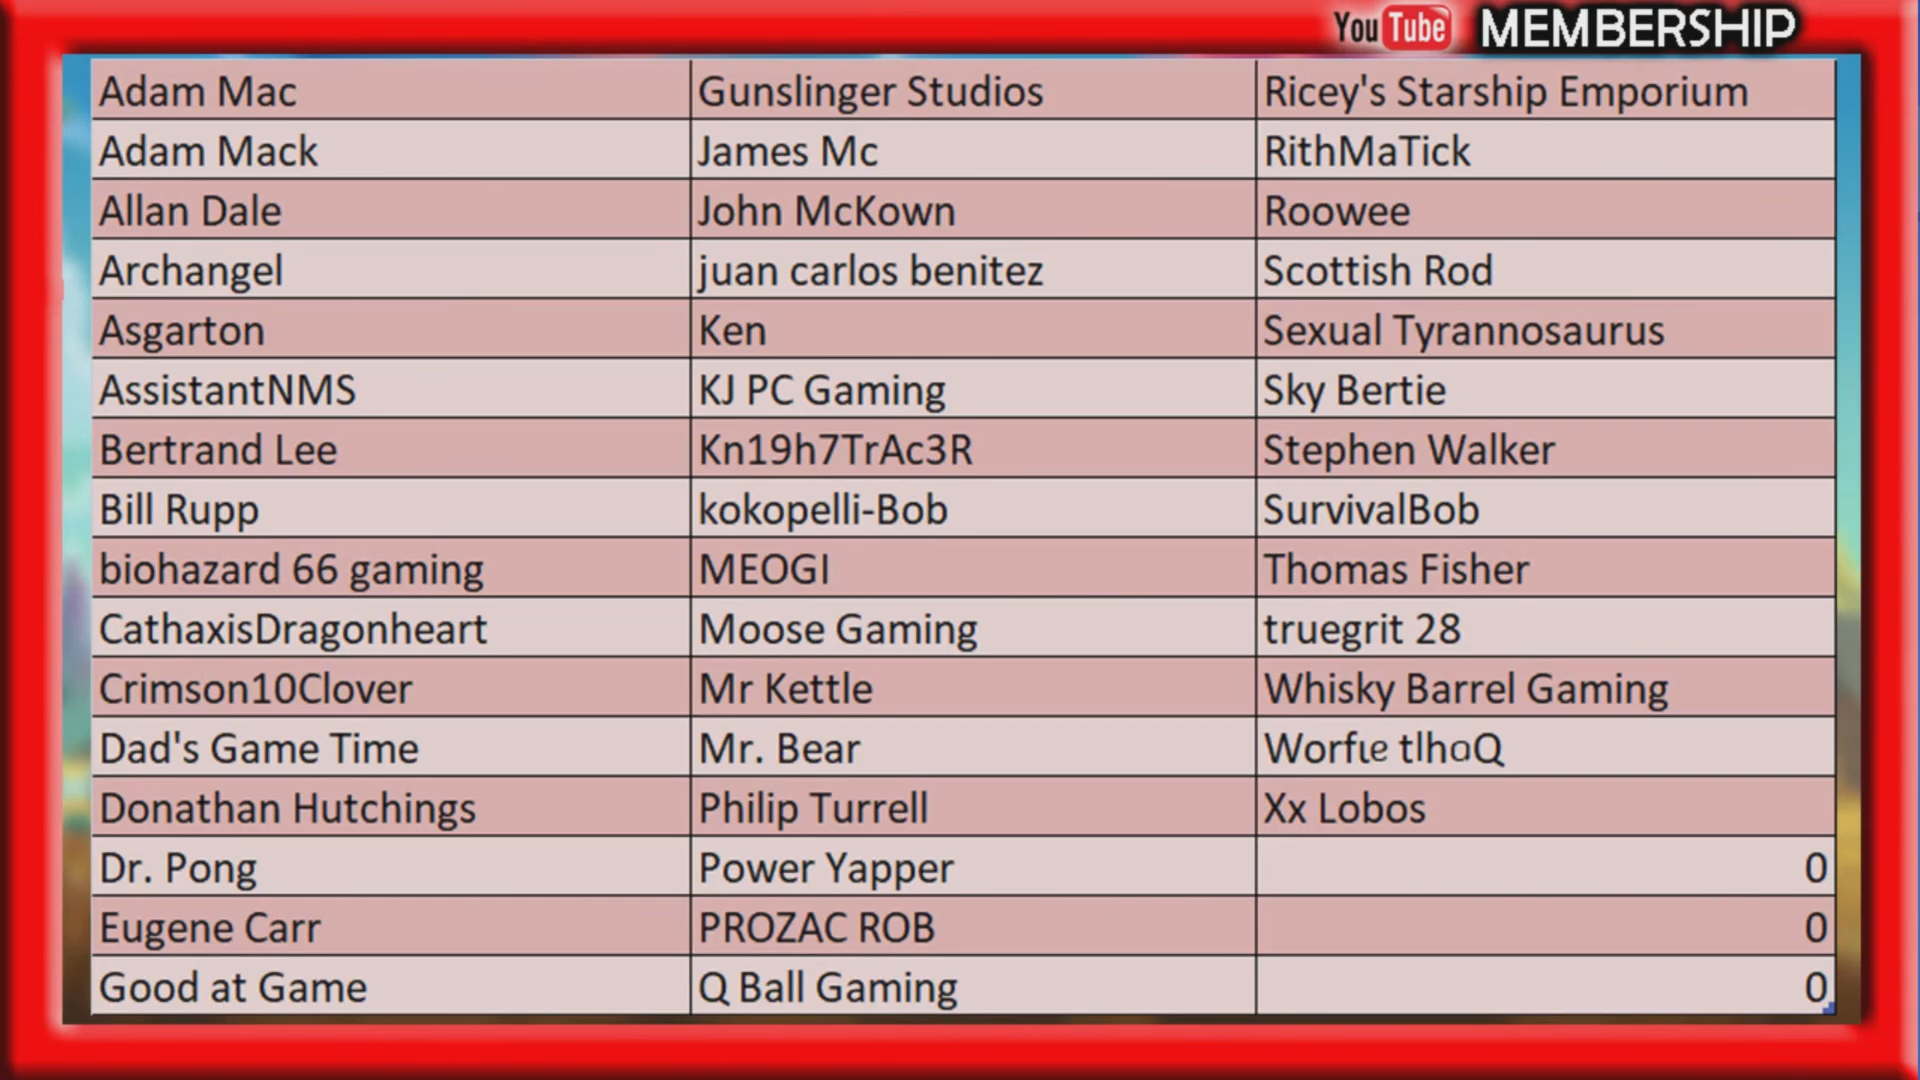 You Tube MEMBERSHIP
Adam Mac Gunslinger Studios Ricey's Starship Emporium
Adam Mack James Mc RithMaTick
Allan Dale John McKown Roowee
Archangel juan carlos benitez Scottish Rod
Asgarton Ken Sexual Tyrannosaurus
AssistantNMS KJ PC Gaming Sky Bertie
Bertrand Lee Kn19h7TrAc3R Stephen Walker
Bill Rupp kokopelli-Bob SurvivalBob
biohazard 66 gaming MEOGI Thomas Fisher
CathaxisDragonheart Moose Gaming truegrit 28
Crimson10Clover Mr Kettle Whisky Barrel Gaming
Dad's Game Time Mr. Bear Worfɩe tlhɑQ
Donathan Hutchings Philip Turrell Xx Lobos
Dr. Pong Power Yapper 0
Eugene Carr PROZAC ROB 0
Good at Game Q Ball Gaming 0